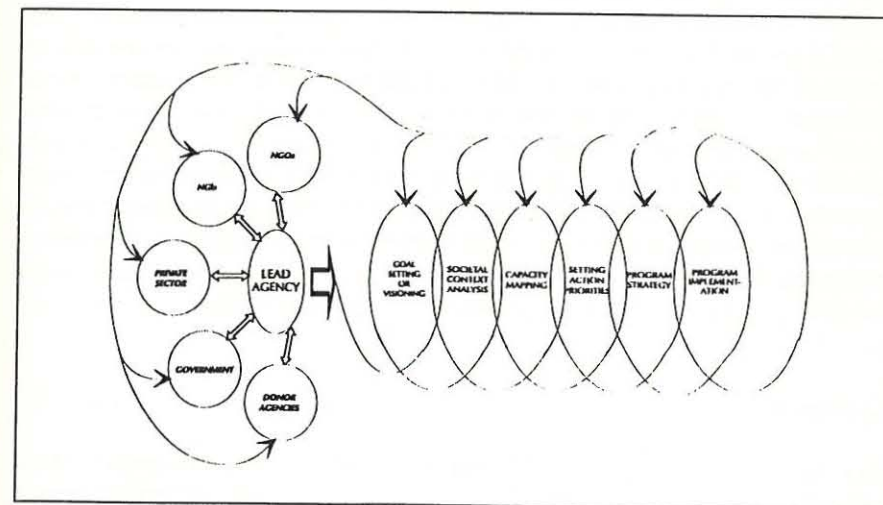 NGOs
NGIs
LEAD
AGENCY
PRIVATE
SECTOR
GOVERNMENT
DONOR
AGENCIES
GOAL
SETTING
OR
VISIONING
SOCIETAL
CONTEXT
ANALYSIS
CAPACITY
MAPPING
SETTING
ACTION
PRIORITIES
PROGRAM
STRATEGY
PROGRAM
IMPLEMENT-
ATION